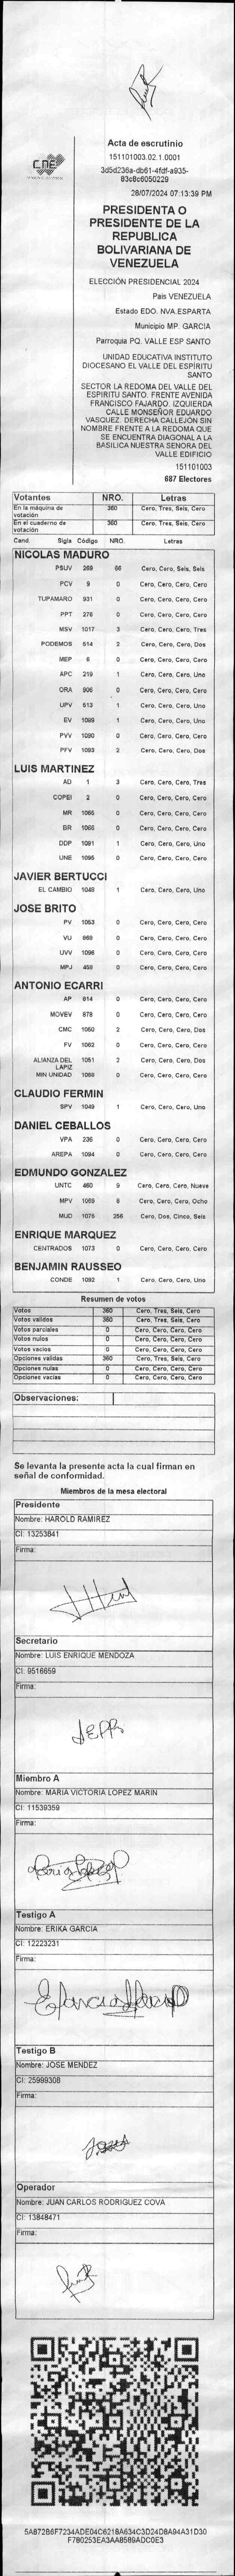 CNE
Acta de escrutinio
151101003.02.1.0001
3d5d236a-db61-4fdf-a935-
83c8c6050229
28/07/2024 07:13:39 PM
PRESIDENTA O
PRESIDENTE DE LA
REPUBLICA
BOLIVARIANA DE
VENEZUELA
ELECCIÓN PRESIDENCIAL 2024
Pais VENEZUELA
Estado EDO. NVA.ESPARTA
Municipio MP. GARCIA
Parroquia PQ. VALLE ESP SANTO
UNIDAD EDUCATIVA INSTITUTO
DIOCESANO EL VALLE DEL ESPÍRITU
SANTO
SECTOR LA REDOMA DEL VALLE DEL
ESPIRITU SANTO. FRENTE AVENIDA
FRANCISCO FAJARDO. IZQUIERDA
CALLE MONSEÑOR EDUARDO
VASQUEZ. DERECHA CALLEJÓN SIN
NOMBRE FRENTE A LA REDOMA QUE
SE ENCUENTRA DIAGONAL A LA
BASILICA NUESTRA SEÑORA DEL
VALLE EDIFICIO
151101003
687 Electores
Votantes NRO. Letras
En la máquina de votación 360 Cero, Tres, Seis, Cero
En el cuaderno de votación 360 Cero, Tres, Seis, Cero
Cand. Sigla Código NRO. Letras
NICOLAS MADURO
PSUV 269 66 Cero, Cero, Seis, Seis
PCV 9 0 Cero, Cero, Cero, Cero
TUPAMARO 931 0 Cero, Cero, Cero, Cero
PPT 276 0 Cero, Cero, Cero, Cero
MSV 1017 3 Cero, Cero, Cero, Tres
PODEMOS 514 2 Cero, Cero, Cero, Dos
MEP 6 0 Cero, Cero, Cero, Cero
APC 219 1 Cero, Cero, Cero, Uno
ORA 906 0 Cero, Cero, Cero, Cero
UPV 513 1 Cero, Cero, Cero, Uno
EV 1089 1 Cero, Cero, Cero, Uno
PVV 1090 0 Cero, Cero, Cero, Cero
PFV 1093 2 Cero, Cero, Cero, Dos
LUIS MARTINEZ
AD 1 3 Cero, Cero, Cero, Tres
COPEI 2 0 Cero, Cero, Cero, Cero
MR 1065 0 Cero, Cero, Cero, Cero
BR 1066 0 Cero, Cero, Cero, Cero
DDP 1091 1 Cero, Cero, Cero, Uno
UNE 1095 0 Cero, Cero, Cero, Cero
JAVIER BERTUCCI
EL CAMBIO 1048 1 Cero, Cero, Cero, Uno
JOSE BRITO
PV 1053 0 Cero, Cero, Cero, Cero
VU 868 0 Cero, Cero, Cero, Cero
UVV 1096 0 Cero, Cero, Cero, Cero
MPJ 458 0 Cero, Cero, Cero, Cero
ANTONIO ECARRI
AP 814 0 Cero, Cero, Cero, Cero
MOVEV 878 0 Cero, Cero, Cero, Cero
CMC 1050 2 Cero, Cero, Cero, Dos
FV 1062 0 Cero, Cero, Cero, Cero
ALIANZA DEL LAPIZ 1051 2 Cero, Cero, Cero, Dos
MIN UNIDAD 1068 0 Cero, Cero, Cero, Cero
CLAUDIO FERMIN
SPV 1049 1 Cero, Cero, Cero, Uno
DANIEL CEBALLOS
VPA 236 0 Cero, Cero, Cero, Cero
AREPA 1094 0 Cero, Cero, Cero, Cero
EDMUNDO GONZALEZ
UNTC 460 9 Cero, Cero, Cero, Nueve
MPV 1069 8 Cero, Cero, Cero, Ocho
MUD 1075 256 Cero, Dos, Cinco, Seis
ENRIQUE MARQUEZ
CENTRADOS 1073 0 Cero, Cero, Cero, Cero
BENJAMIN RAUSSEO
CONDE 1092 1 Cero, Cero, Cero, Uno
Resumen de votos
Votos 360 Cero, Tres, Seis, Cero
Votos validos 360 Cero, Tres, Seis, Cero
Votos parciales 0 Cero, Cero, Cero, Cero
Votos nulos 0 Cero, Cero, Cero, Cero
Votos vacíos 0 Cero, Cero, Cero, Cero
Opciones validas 360 Cero, Tres, Seis, Cero
Opciones nulas 0 Cero, Cero, Cero, Cero
Opciones vacias 0 Cero, Cero, Cero, Cero
Observaciones:
Se levanta la presente acta la cual firman en
señal de conformidad.
Miembros de la mesa electoral
Presidente
Nombre: HAROLD RAMIREZ
CI: 13253841
Firma:
Secretario
Nombre: LUIS ENRIQUE MENDOZA
CI: 9516659
Firma:
Miembro A
Nombre: MARIA VICTORIA LOPEZ MARIN
CI: 11539359
Firma:
Testigo A
Nombre: ERIKA GARCIA
CI: 12223231
Firma:
Testigo B
Nombre: JOSE MENDEZ
CI: 25999308
Firma:
Operador
Nombre: JUAN CARLOS RODRIGUEZ COVA
CI: 13848471
Firma:
5A872B6F7234ADE04C6218A634C3D24D8A94A31D30
F780253EA3AA8589ADC0E3